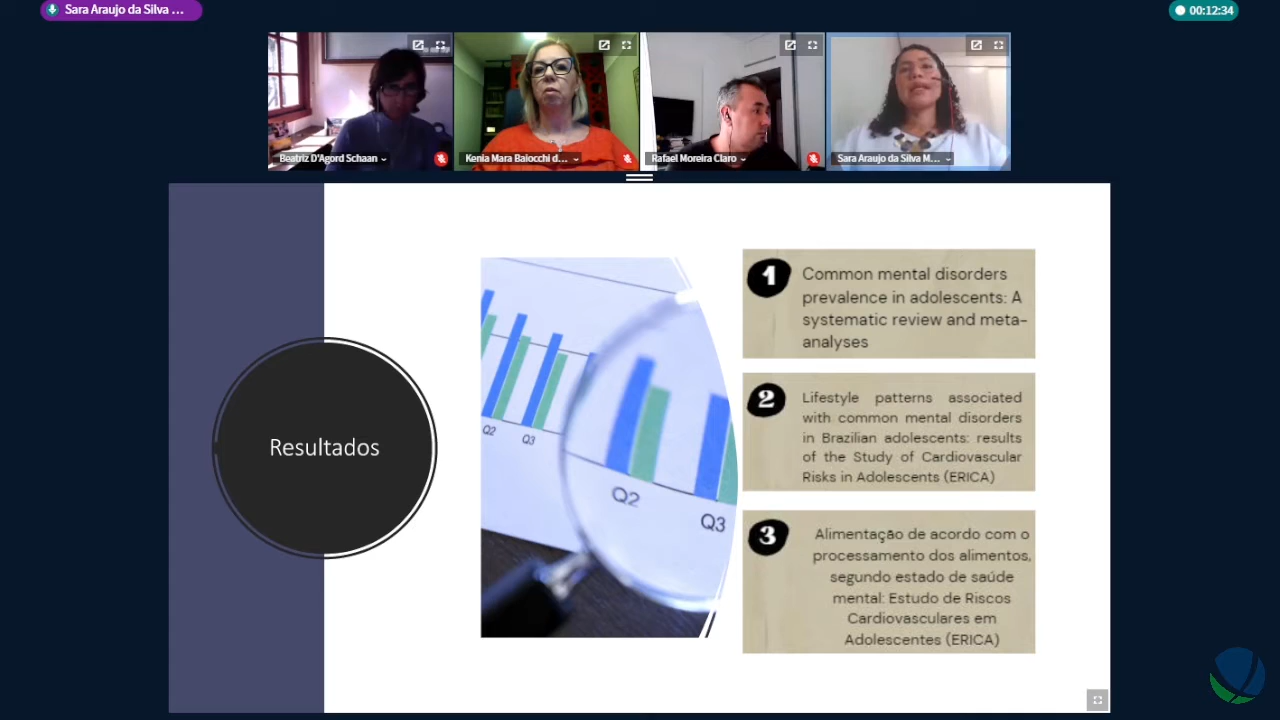 Sara Araujo da Silva ...
00:12:34
Beatriz D'Agord Schaan
Kenia Mara Baiocchi d...
Rafael Moreira Claro
Sara Araujo da Silva M...
Resultados
Q2
Q3
Q2
Q3
1
Common mental disorders
prevalence in adolescents: A
systematic review and meta-
analyses
2
Lifestyle patterns associated
with common mental disorders
in Brazilian adolescents: results
of the Study of Cardiovascular
Risks in Adolescents (ERICA)
3
Alimentação de acordo com o
processamento dos alimentos,
segundo estado de saúde
mental: Estudo de Riscos
Cardiovasculares em
Adolescentes (ERICA)